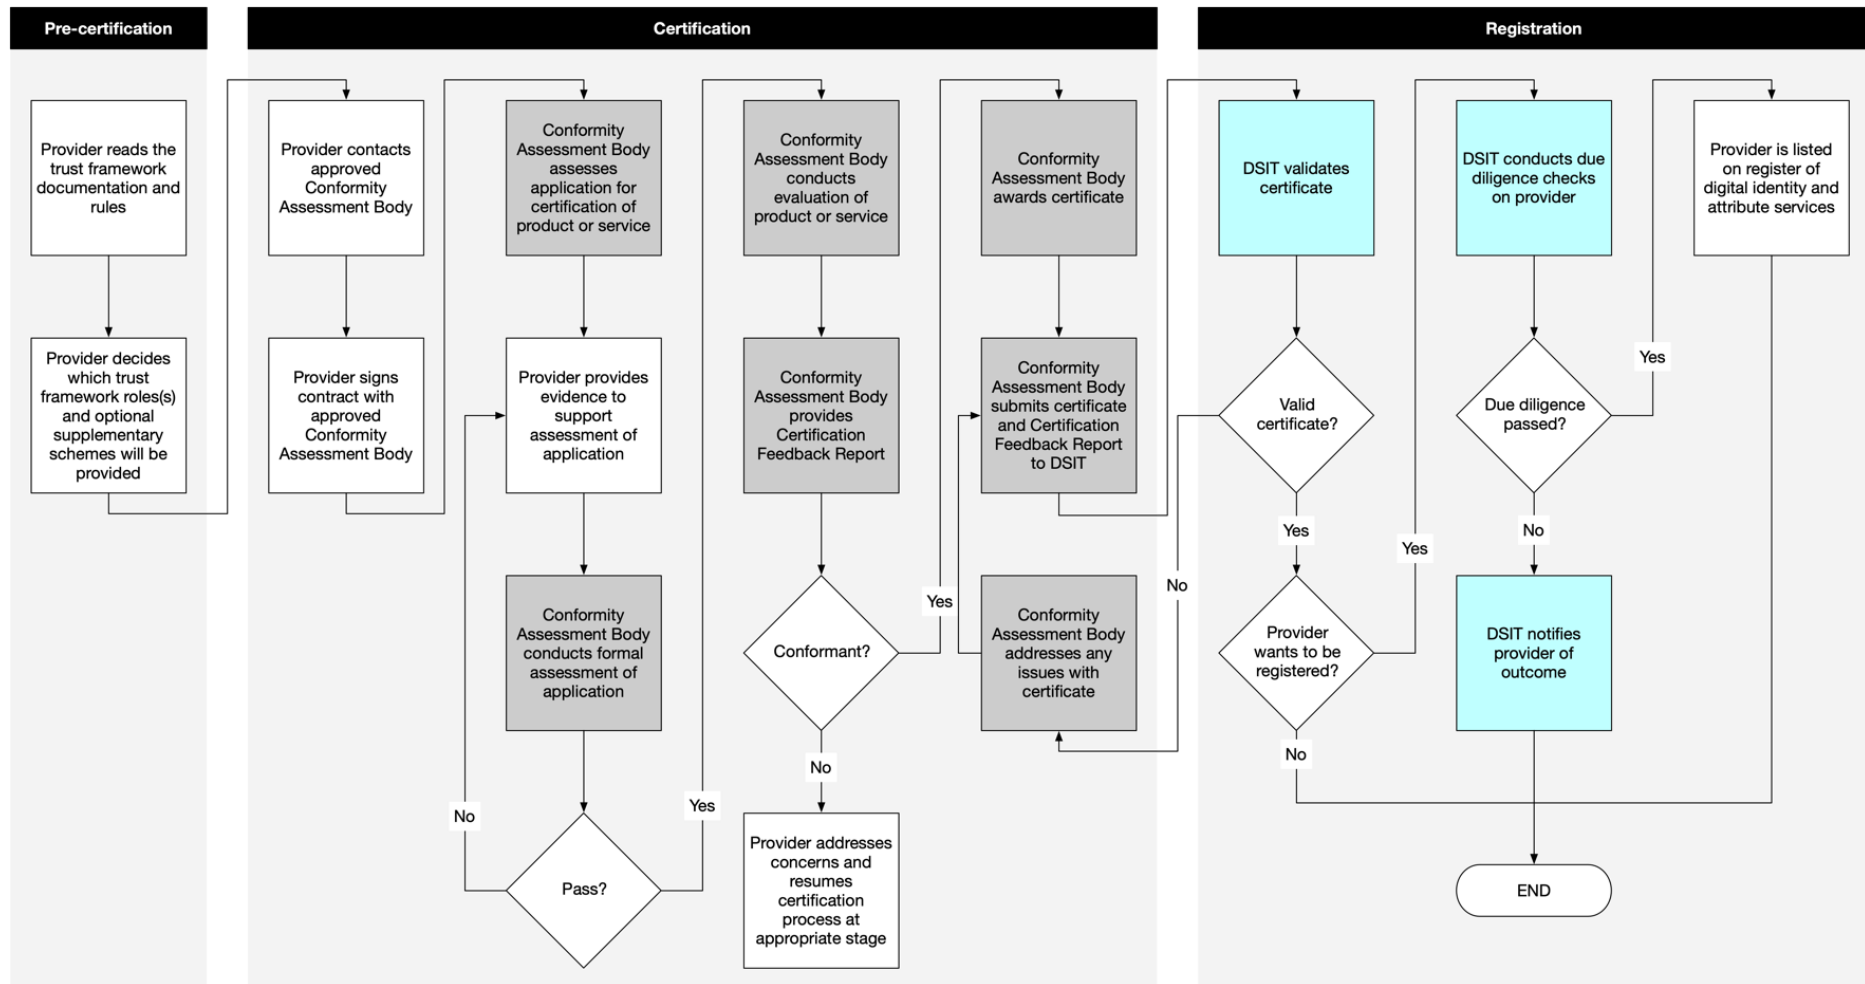 Pre-certification
Certification
Registration
Provider reads the
trust framework
documentation and
rules
Provider decides
which trust
framework roles(s)
and optional
supplementary
schemes will be
provided
Provider contacts
approved
Conformity
Assessment Body
Provider signs
contract with
approved
Conformity
Assessment Body
Conformity
Assessment Body
assesses
application for
certification of
product or service
Provider provides
evidence to
support
assessment of
application
Conformity
Assessment Body
conducts formal
assessment of
application
Pass?
No
Yes
Conformity
Assessment Body
conducts
evaluation of
product or service
Conformity
Assessment Body
provides
Certification
Feedback Report
Conformant?
No
Yes
Provider addresses
concerns and
resumes
certification
process at
appropriate stage
Conformity
Assessment Body
awards certificate
Conformity
Assessment Body
submits certificate
and Certification
Feedback Report
to DSIT
Conformity
Assessment Body
addresses any
issues with
certificate
DSIT validates
certificate
Valid
certificate?
No
Yes
Provider
wants to be
registered?
No
Yes
DSIT conducts due
diligence checks
on provider
Due diligence
passed?
No
Yes
DSIT notifies
provider of
outcome
Provider is listed
on register of
digital identity and
attribute services
END